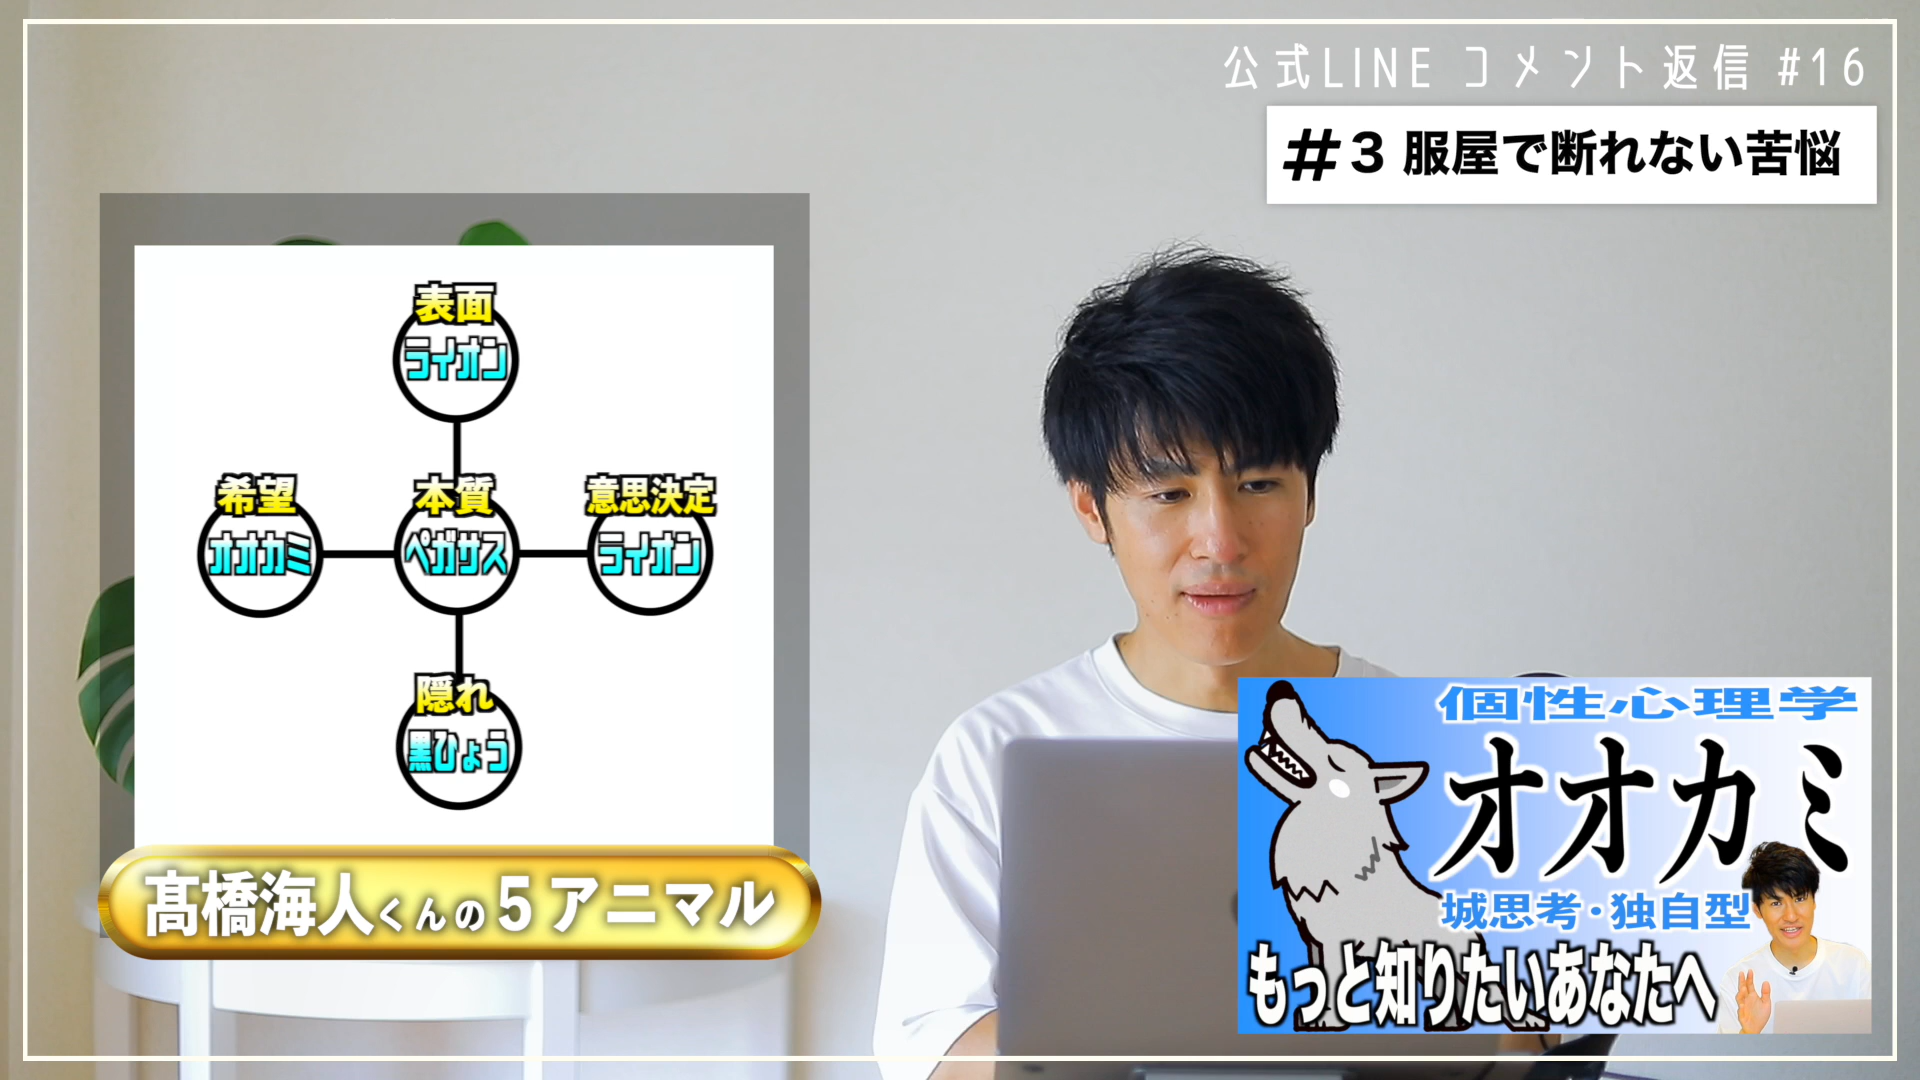 公式LINE コメント返信 #16
#3 服屋で断れない苦悩
表面
ライオン
希望
オオカミ
本質
ペガサス
意思決定
ライオン
隠れ
黒ひょう
髙橋海人くんの5アニマル
個性心理学
オオカミ
城思考・独自型
もっと知りたいあなたへ